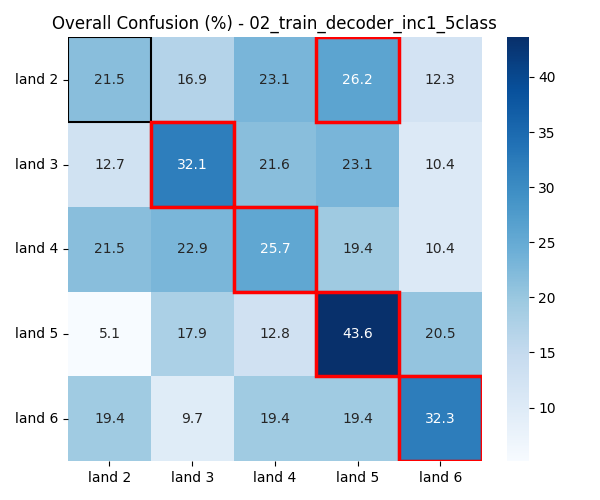 Overall Confusion (%) - 02_train_decoder_inc1_5class
land 2 21.5 16.9 23.1 26.2 12.3
land 3 12.7 32.1 21.6 23.1 10.4
land 4 21.5 22.9 25.7 19.4 10.4
land 5 5.1 17.9 12.8 43.6 20.5
land 6 19.4 9.7 19.4 19.4 32.3
land 2 land 3 land 4 land 5 land 6
40
35
30
25
20
15
10